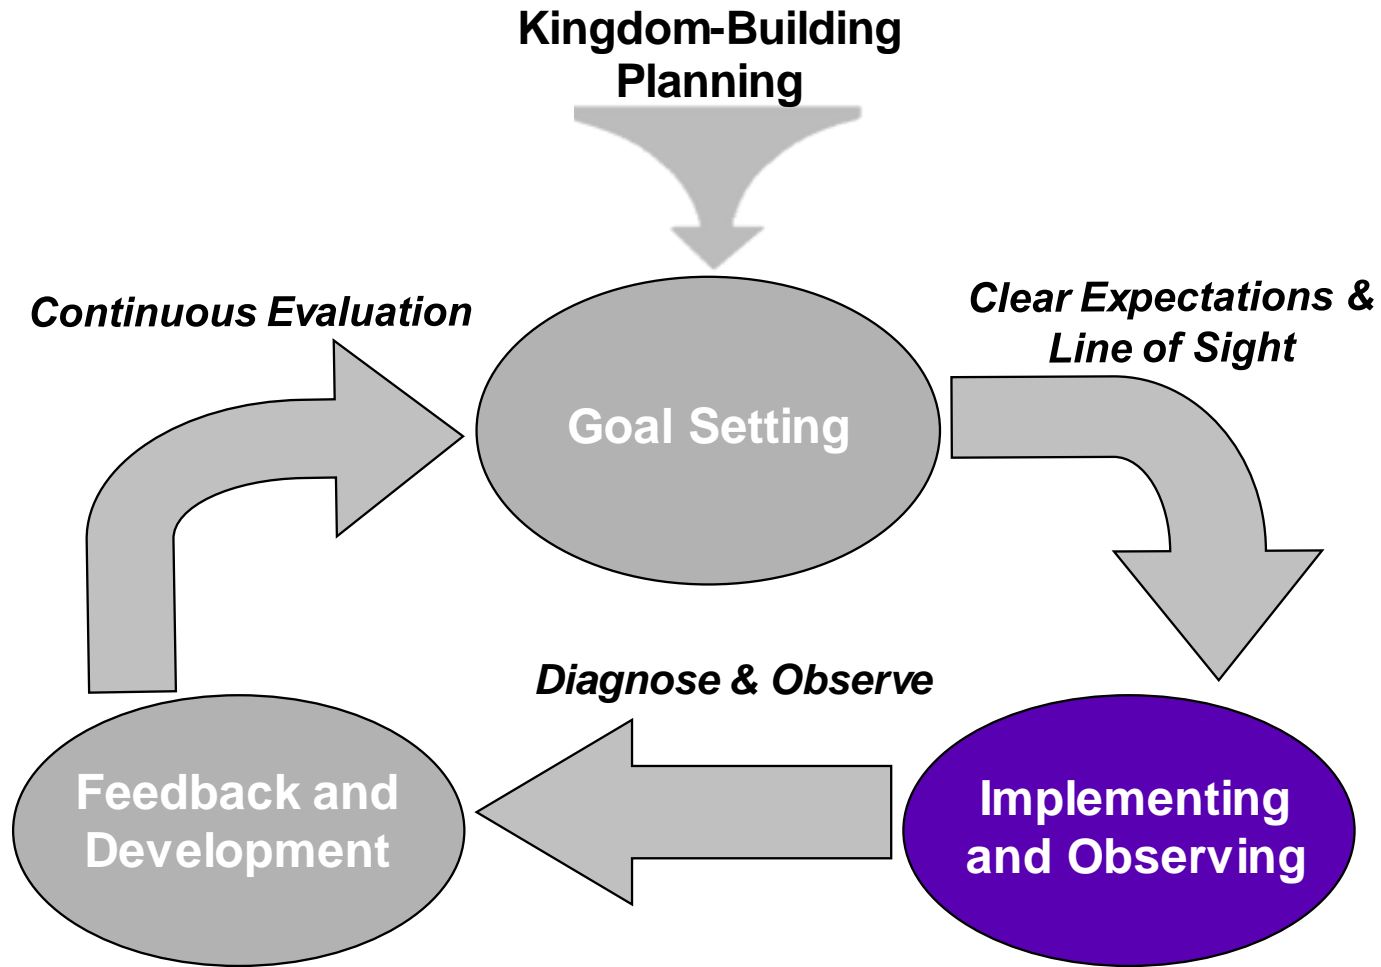 Kingdom-Building
Planning
Continuous Evaluation
Clear Expectations &
Line of Sight
Goal Setting
Diagnose & Observe
Feedback and
Development
Implementing
and Observing